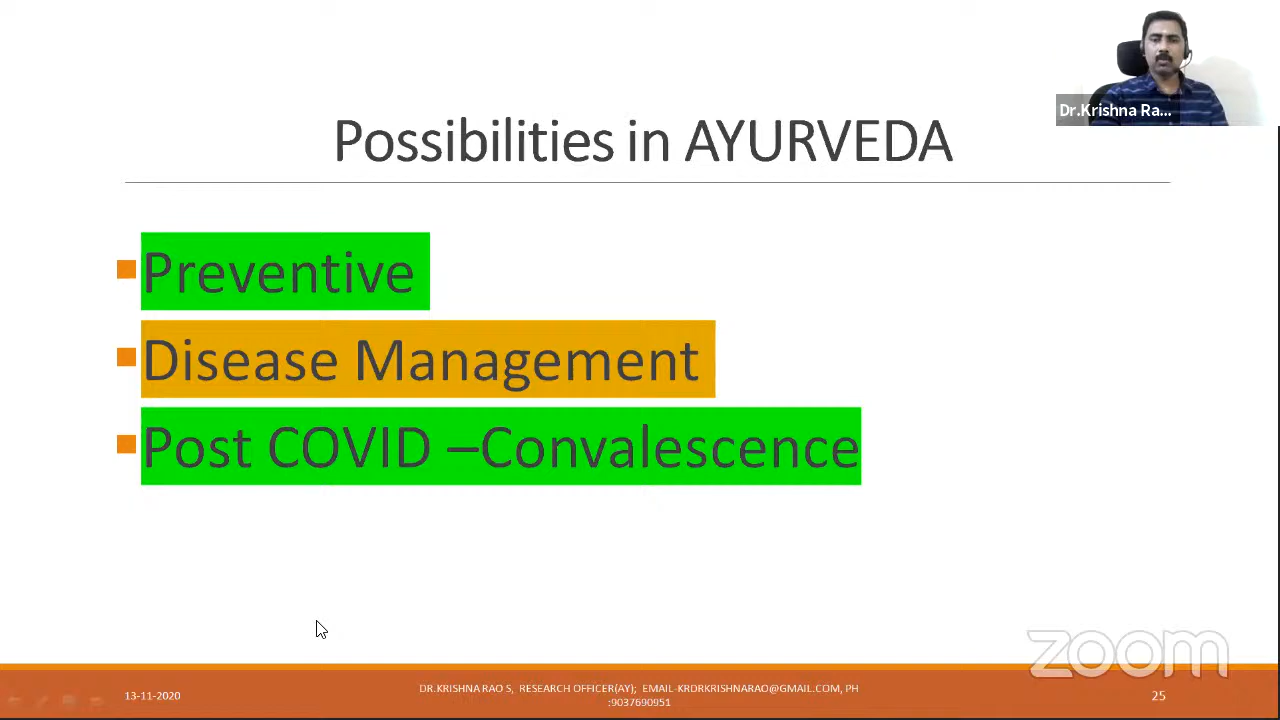 Dr.Krishna Ra...
Possibilities in AYURVEDA
Preventive
Disease Management
Post COVID –Convalescence
zoom
13-11-2020
DR.KRISHNA RAO S, RESEARCH OFFICER(AY); EMAIL-KRDRKRISHNARAO@GMAIL.COM, PH
:9037690951
25